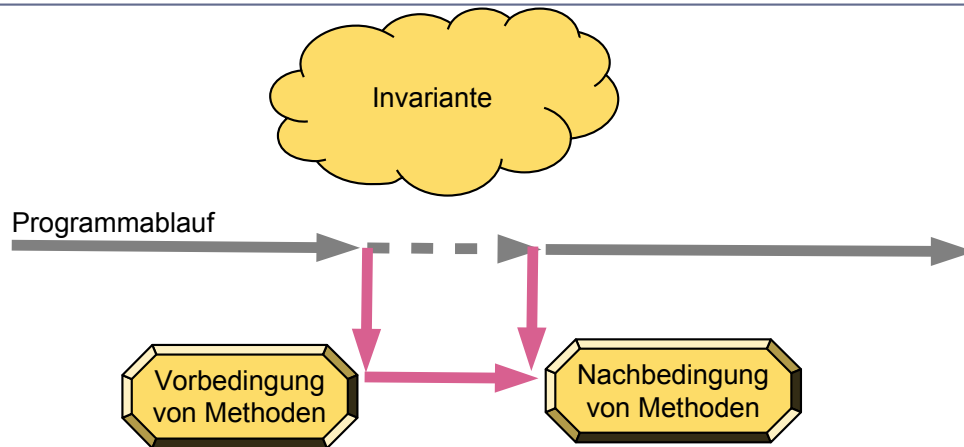 Invariante
Programmablauf
Vorbedingung
von Methoden
Nachbedingung
von Methoden